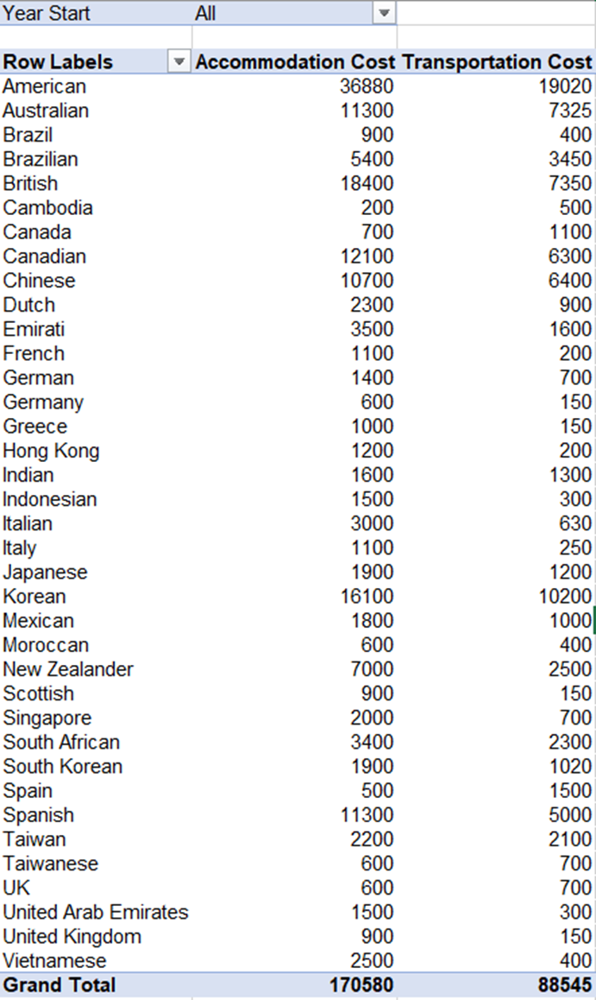 Year Start All
Row Labels Accommodation Cost Transportation Cost
American 36880 19020
Australian 11300 7325
Brazil 900 400
Brazilian 5400 3450
British 18400 7350
Cambodia 200 500
Canada 700 1100
Canadian 12100 6300
Chinese 10700 6400
Dutch 2300 900
Emirati 3500 1600
French 1100 200
German 1400 700
Germany 600 150
Greece 1000 150
Hong Kong 1200 200
Indian 1600 1300
Indonesian 1500 300
Italian 3000 630
Italy 1100 250
Japanese 1900 1200
Korean 16100 10200
Mexican 1800 1000
Moroccan 600 400
New Zealander 7000 2500
Scottish 900 150
Singapore 2000 700
South African 3400 2300
South Korean 1900 1020
Spain 500 1500
Spanish 11300 5000
Taiwan 2200 2100
Taiwanese 600 700
UK 600 700
United Arab Emirates 1500 300
United Kingdom 900 150
Vietnamese 2500 400
Grand Total 170580 88545